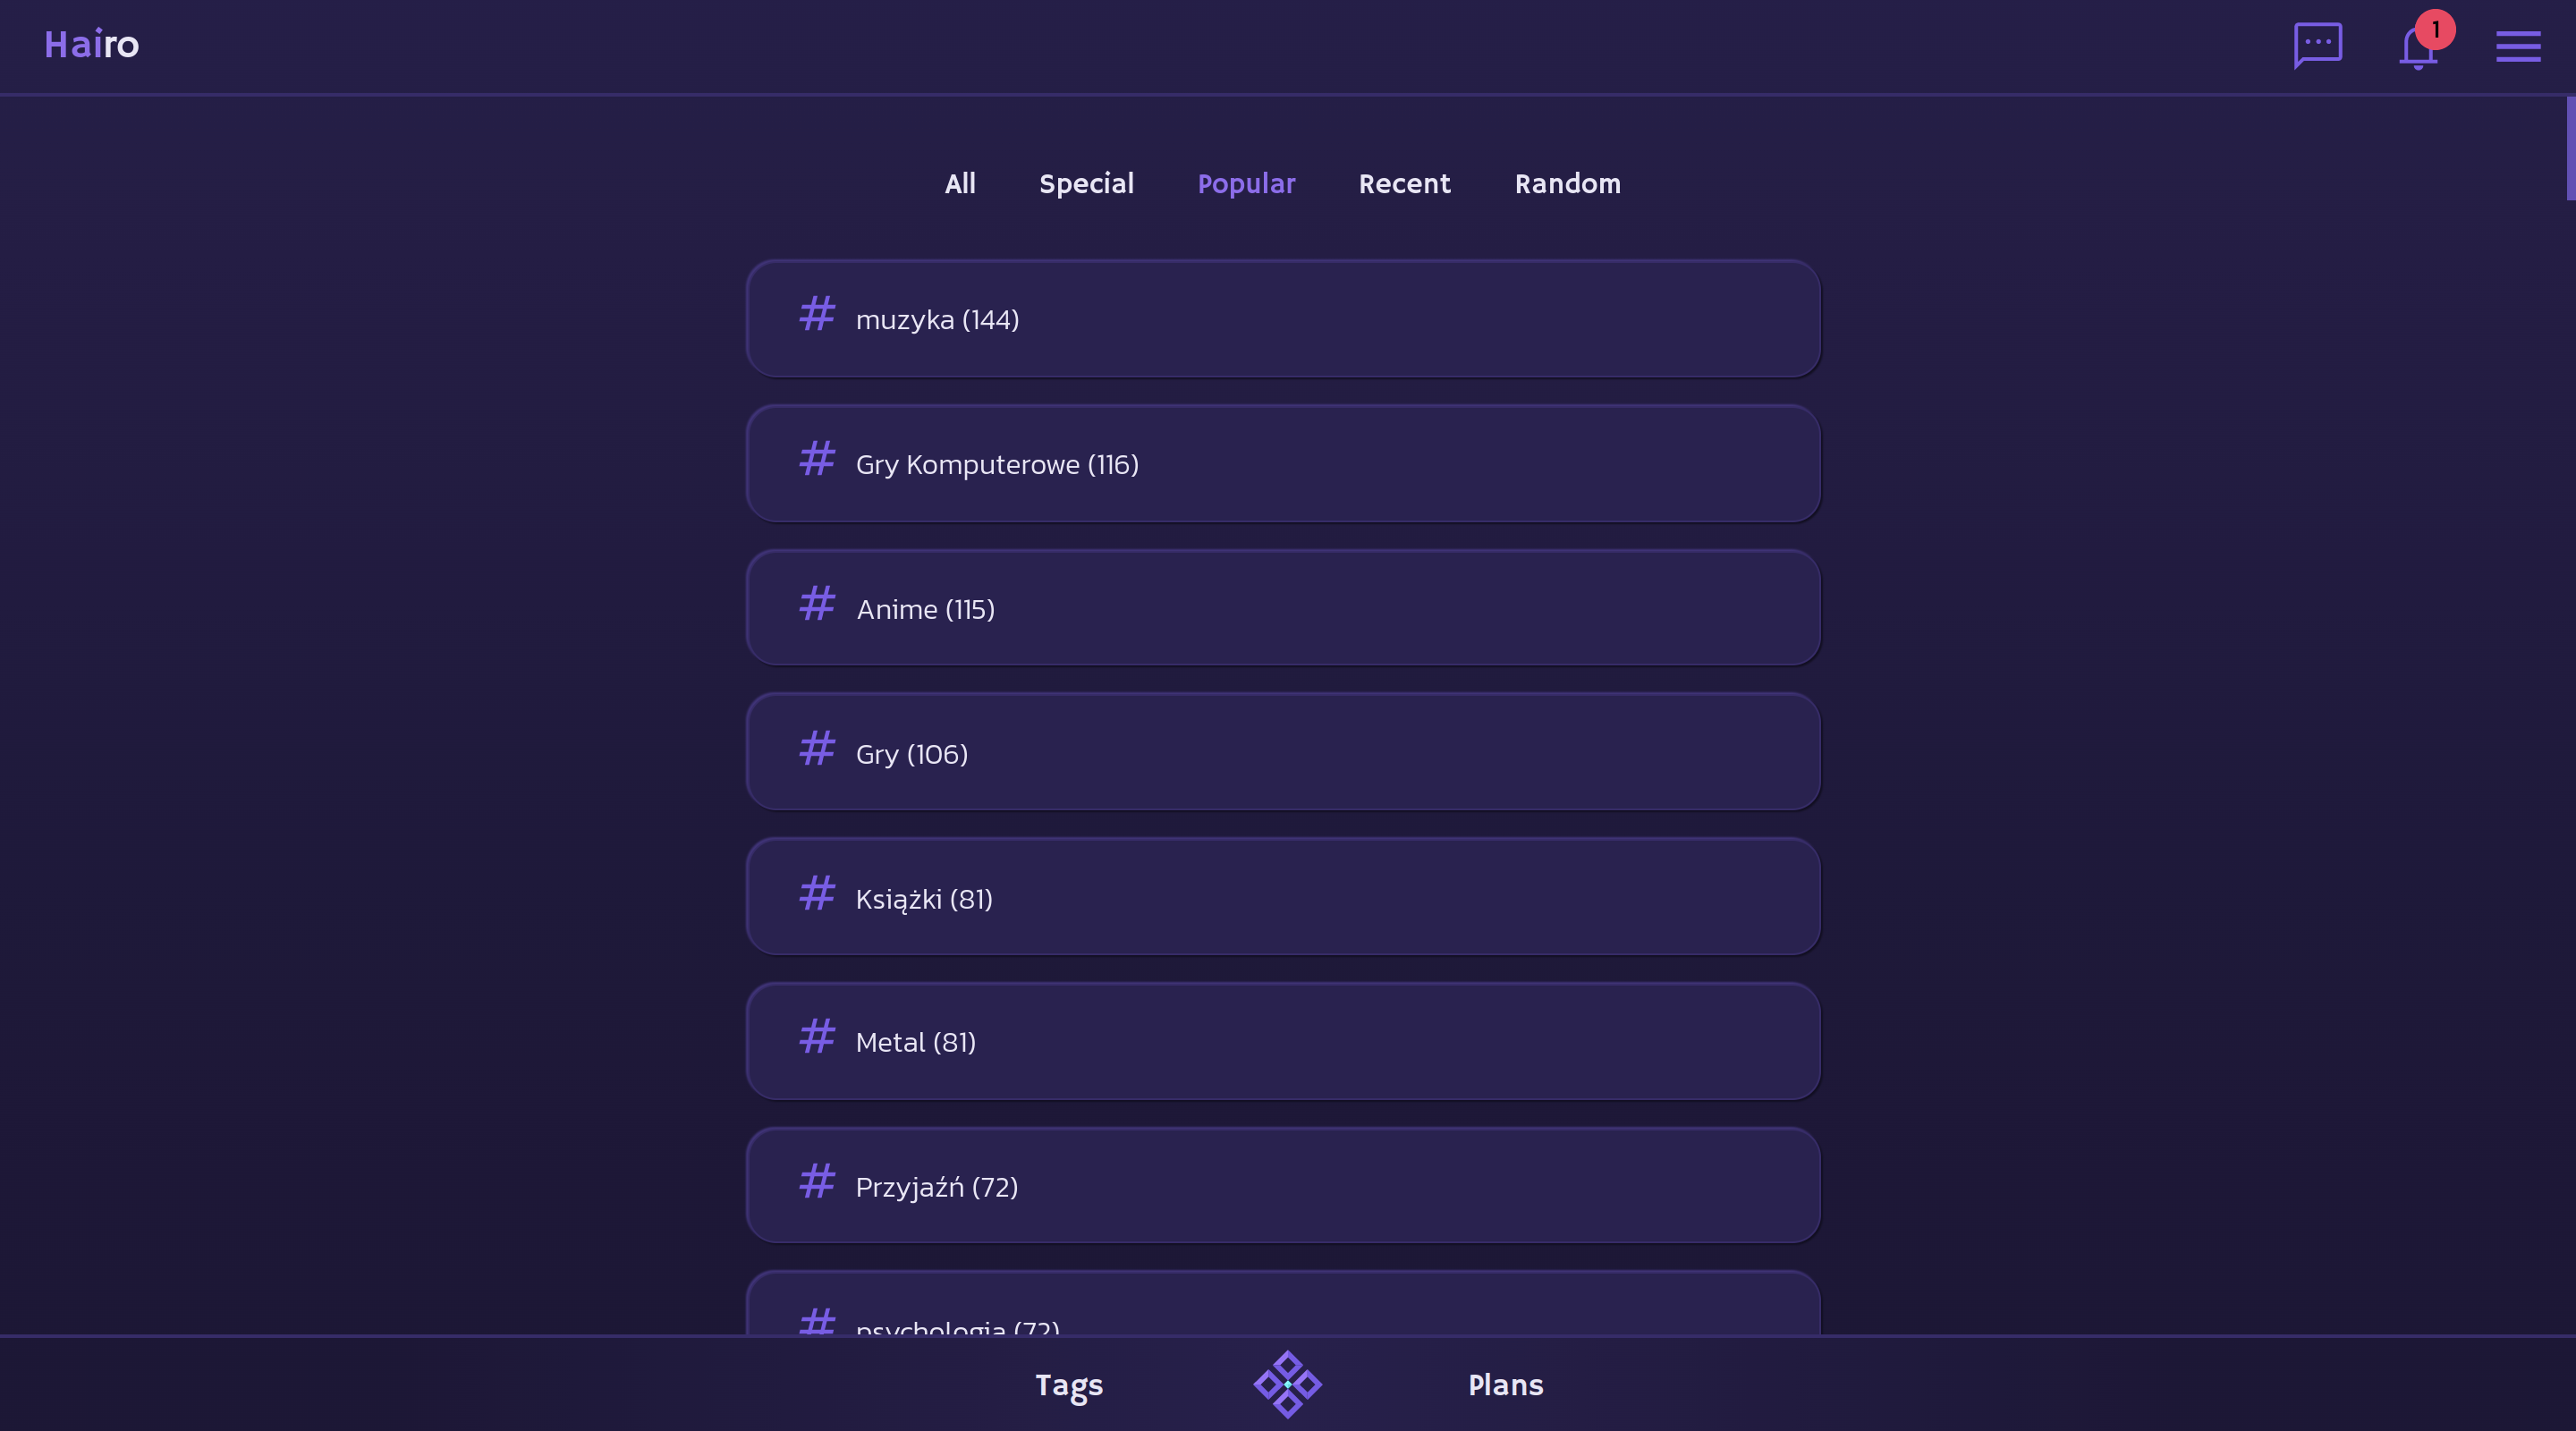 Hairo
1
All Special Popular Recent Random
# muzyka (144)
# Gry Komputerowe (116)
# Anime (115)
# Gry (106)
# Książki (81)
# Metal (81)
# Przyjaźń (72)
# psychologia (72)
Tags Plans